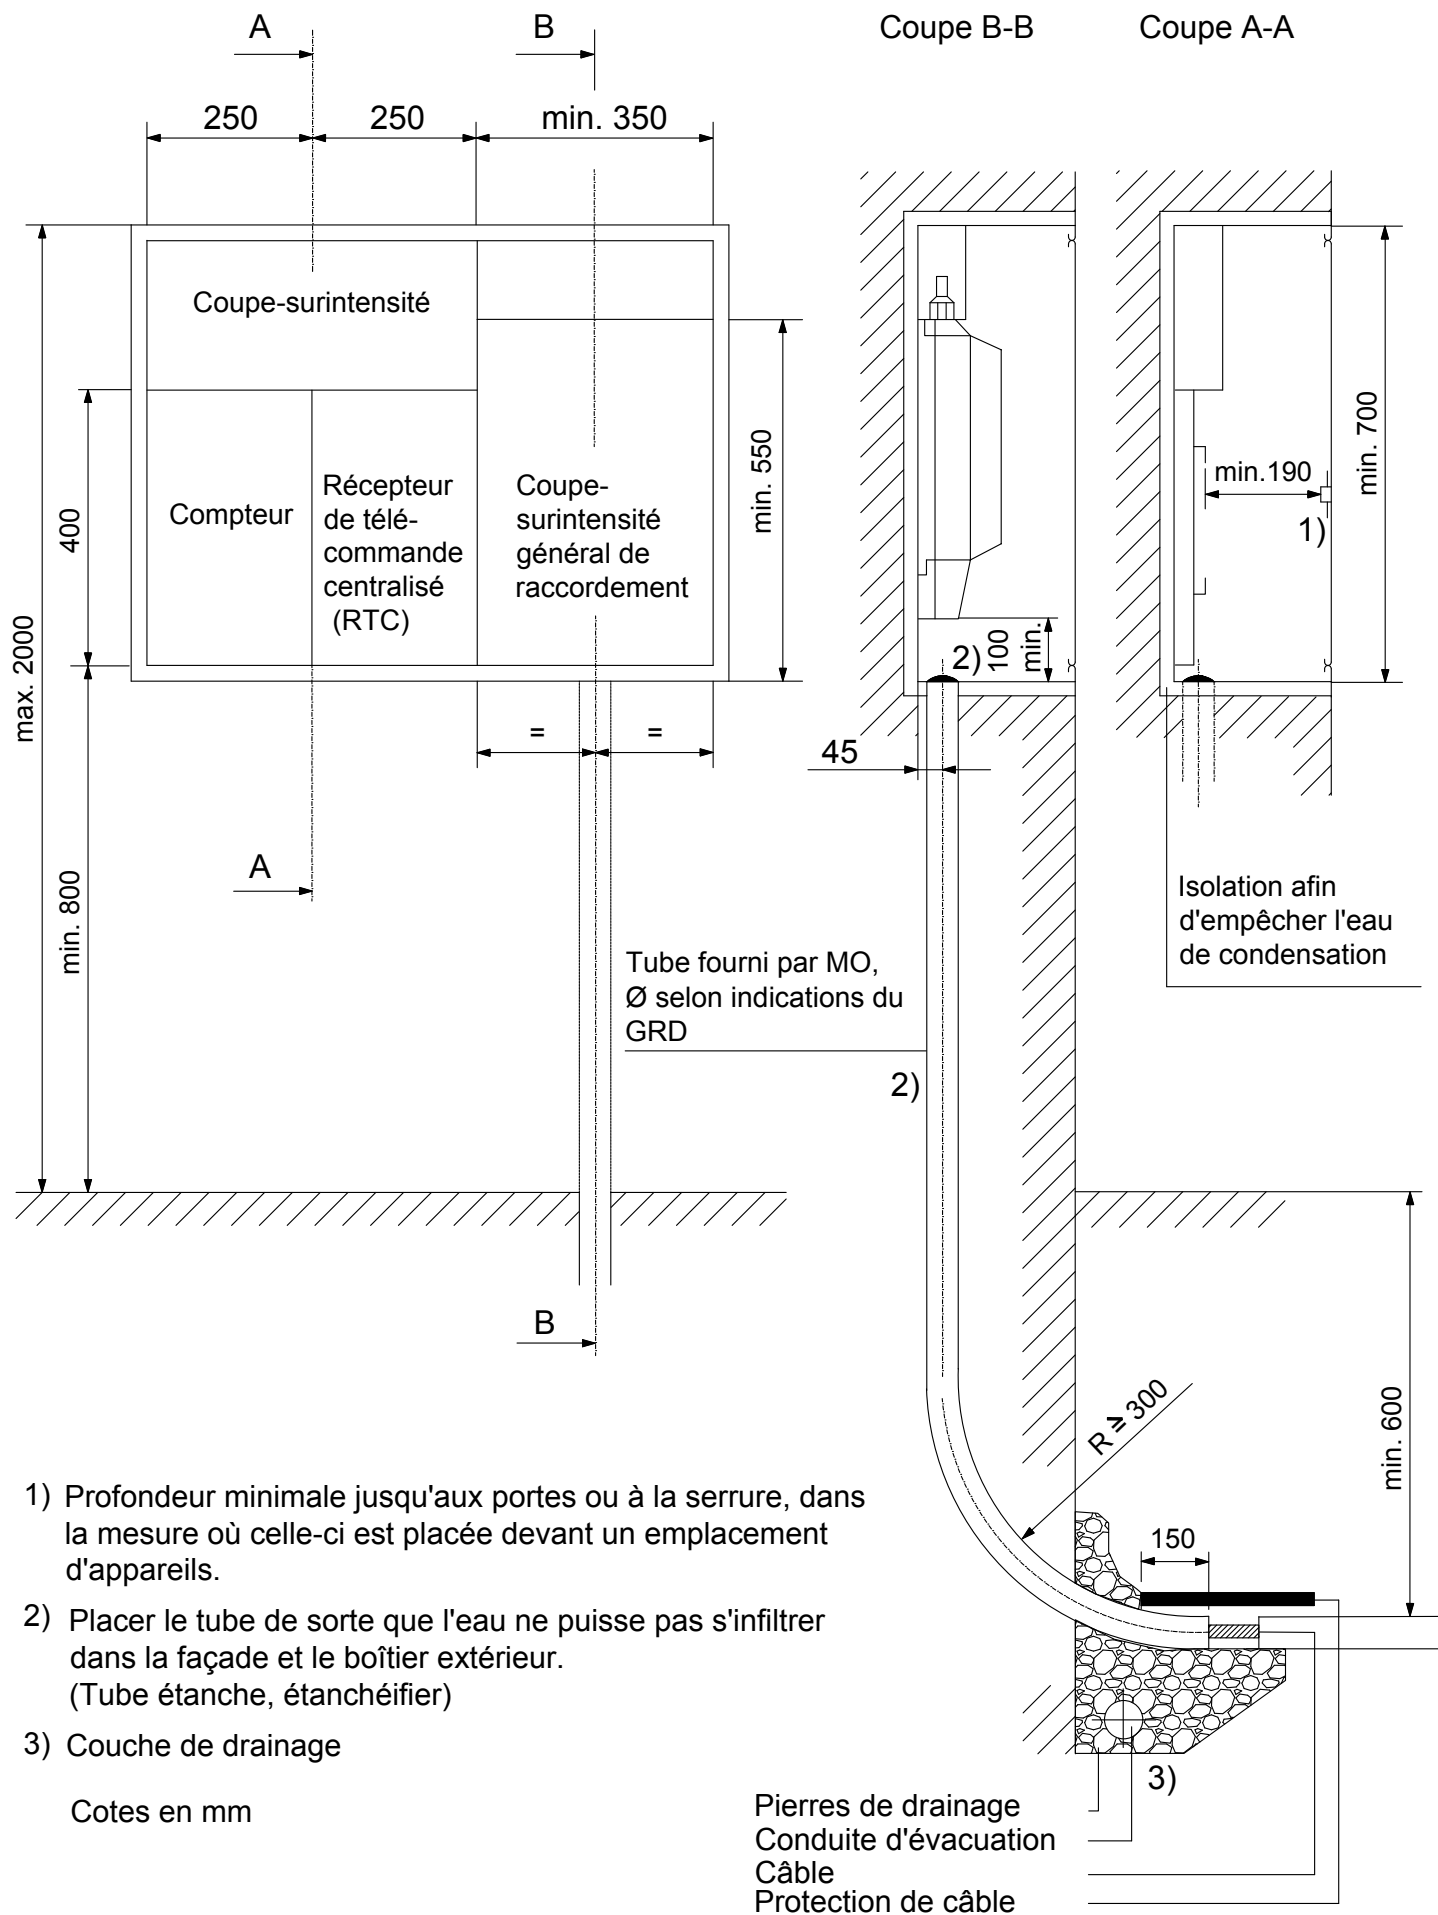 A
B
Coupe B-B
Coupe A-A
250
250
min. 350
Coupe-surintensité
400
Compteur
Récepteur
de télé-
commande
centralisé
(RTC)
Coupe-
surintensité
général de
raccordement
min. 550
max. 2000
min. 800
=
=
A
B
2)
100
min.
45
min.190
1)
min. 700
Isolation afin
d'empêcher l'eau
de condensation
Tube fourni par MO,
Ø selon indications du
GRD
2)
R ≥ 300
min. 600
150
3)
1) Profondeur minimale jusqu'aux portes ou à la serrure, dans
la mesure où celle-ci est placée devant un emplacement
d'appareils.
2) Placer le tube de sorte que l'eau ne puisse pas s'infiltrer
dans la façade et le boîtier extérieur.
(Tube étanche, étanchéifier)
3) Couche de drainage
Cotes en mm
Pierres de drainage
Conduite d'évacuation
Câble
Protection de câble